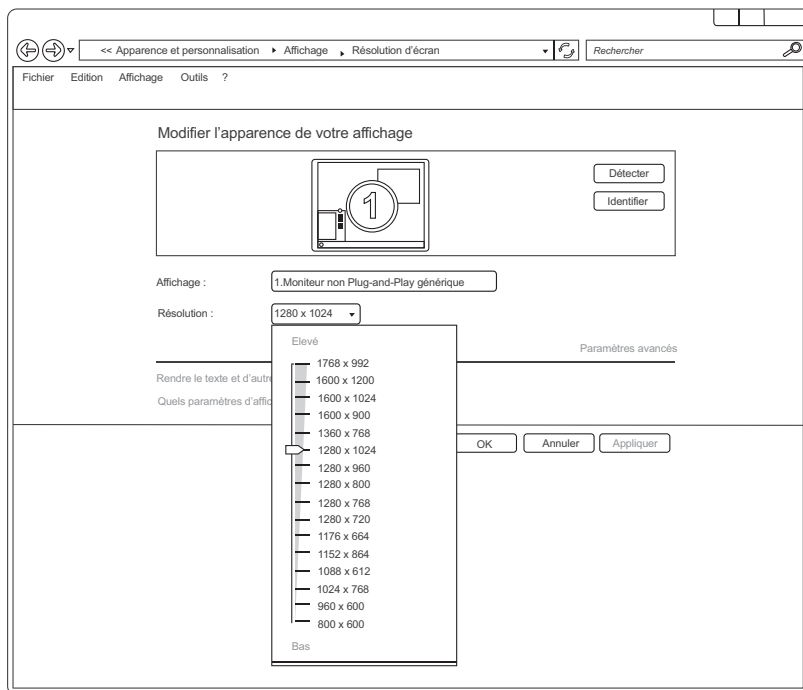 << Apparence et personnalisation Affichage Résolution d'écran Rechercher
Fichier Edition Affichage Outils ?
Modifier l'apparence de votre affichage
1
Détecter
Identifier
Affichage : 1.Moniteur non Plug-and-Play générique
Résolution : 1280 x 1024
Elevé
Paramètres avancés
1768 x 992
Rendre le texte et d'autre
1600 x 1200
1600 x 1024
Quels paramètres d'affic
1600 x 900
1360 x 768
1280 x 1024
OK Annuler Appliquer
1280 x 960
1280 x 800
1280 x 768
1280 x 720
1176 x 664
1152 x 864
1088 x 612
1024 x 768
960 x 600
800 x 600
Bas